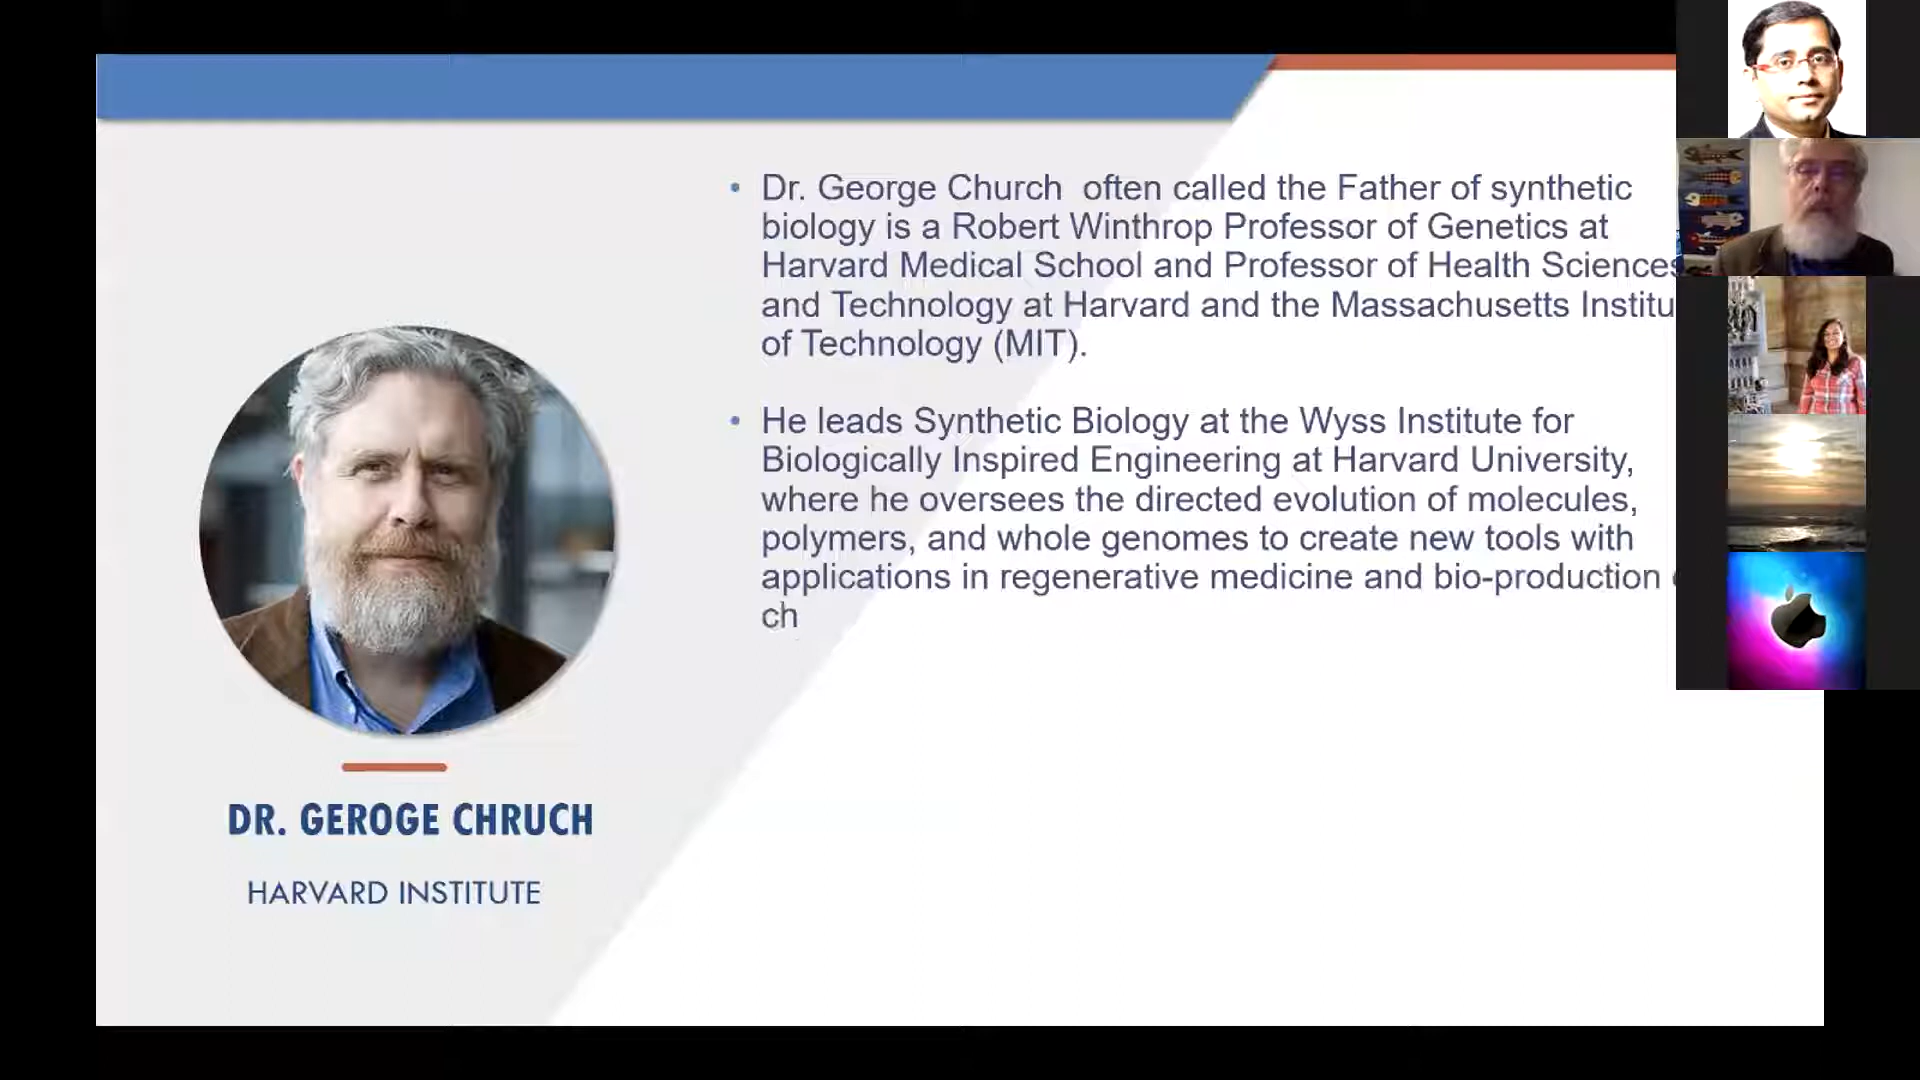 Dr. George Church often called the Father of synthetic
biology is a Robert Winthrop Professor of Genetics at
Harvard Medical School and Professor of Health Sciences
and Technology at Harvard and the Massachusetts Institu
of Technology (MIT).
He leads Synthetic Biology at the Wyss Institute for
Biologically Inspired Engineering at Harvard University,
where he oversees the directed evolution of molecules,
polymers, and whole genomes to create new tools with
applications in regenerative medicine and bio-production
ch
DR. GEROGE CHRUCH
HARVARD INSTITUTE